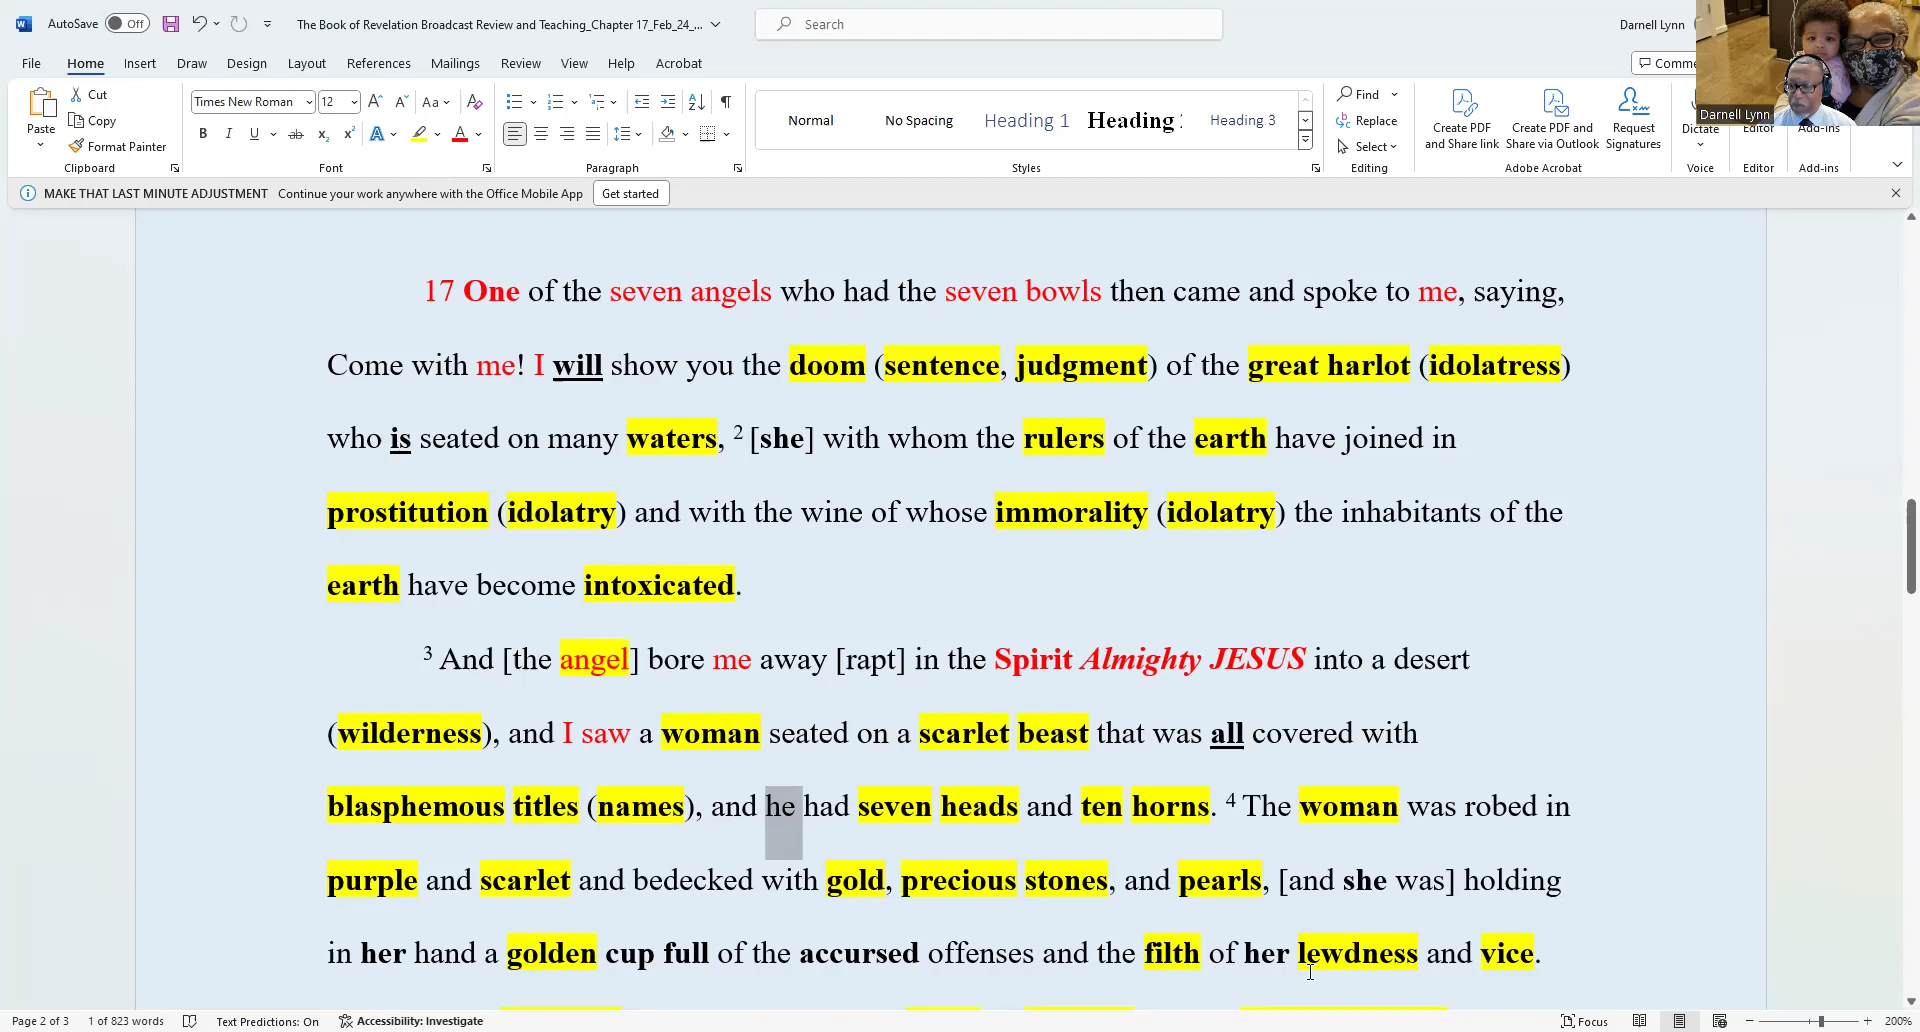 AutoSave Off The Book of Revelation Broadcast Review and Teaching_Chapter 17_Feb_24_... Search Darnell Lynn
File Home Insert Draw Design Layout References Mailings Review View Help Acrobat
Paste Cut Copy Format Painter
Times New Roman 12 Aa
B I U ab x₂ x² A A
Normal No Spacing Heading 1 Heading Heading 3
Find Replace Select
Create PDF and Share link Create PDF and Share via Outlook Request Signatures Dictate Editor Add-ins
Darnell Lynn
Clipboard Font Paragraph Styles Editing Adobe Acrobat Voice Editor Add-ins
MAKE THAT LAST MINUTE ADJUSTMENT Continue your work anywhere with the Office Mobile App Get started
17 One of the seven angels who had the seven bowls then came and spoke to me, saying,
Come with me! I will show you the doom (sentence, judgment) of the great harlot (idolatress)
who is seated on many waters, 2 [she] with whom the rulers of the earth have joined in
prostitution (idolatry) and with the wine of whose immorality (idolatry) the inhabitants of the
earth have become intoxicated.
3 And [the angel] bore me away [rapt] in the Spirit Almighty JESUS into a desert
(wilderness), and I saw a woman seated on a scarlet beast that was all covered with
blasphemous titles (names), and he had seven heads and ten horns. 4 The woman was robed in
purple and scarlet and bedecked with gold, precious stones, and pearls, [and she was] holding
in her hand a golden cup full of the accursed offenses and the filth of her lewdness and vice.
Page 2 of 3 1 of 823 words Text Predictions: On Accessibility: Investigate Focus 200%